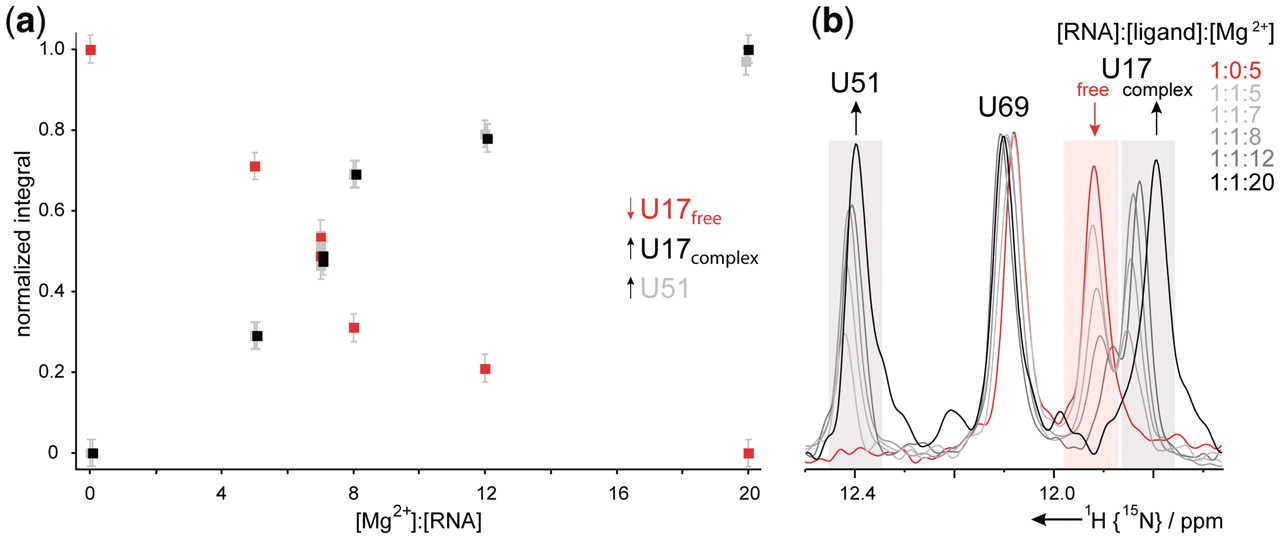 (a)
1.0
0.8
0.6
0.4
0.2
0
normalized integral
0 4 8 12 16 20
[Mg2+]:[RNA]
↓ U17free
↑ U17complex
↑ U51
(b)
[RNA]:[ligand]:[Mg2+]
U51
U69
U17
free complex
1:0:5
1:1:5
1:1:7
1:1:8
1:1:12
1:1:20
12.4 12.0
1H {15N} / ppm